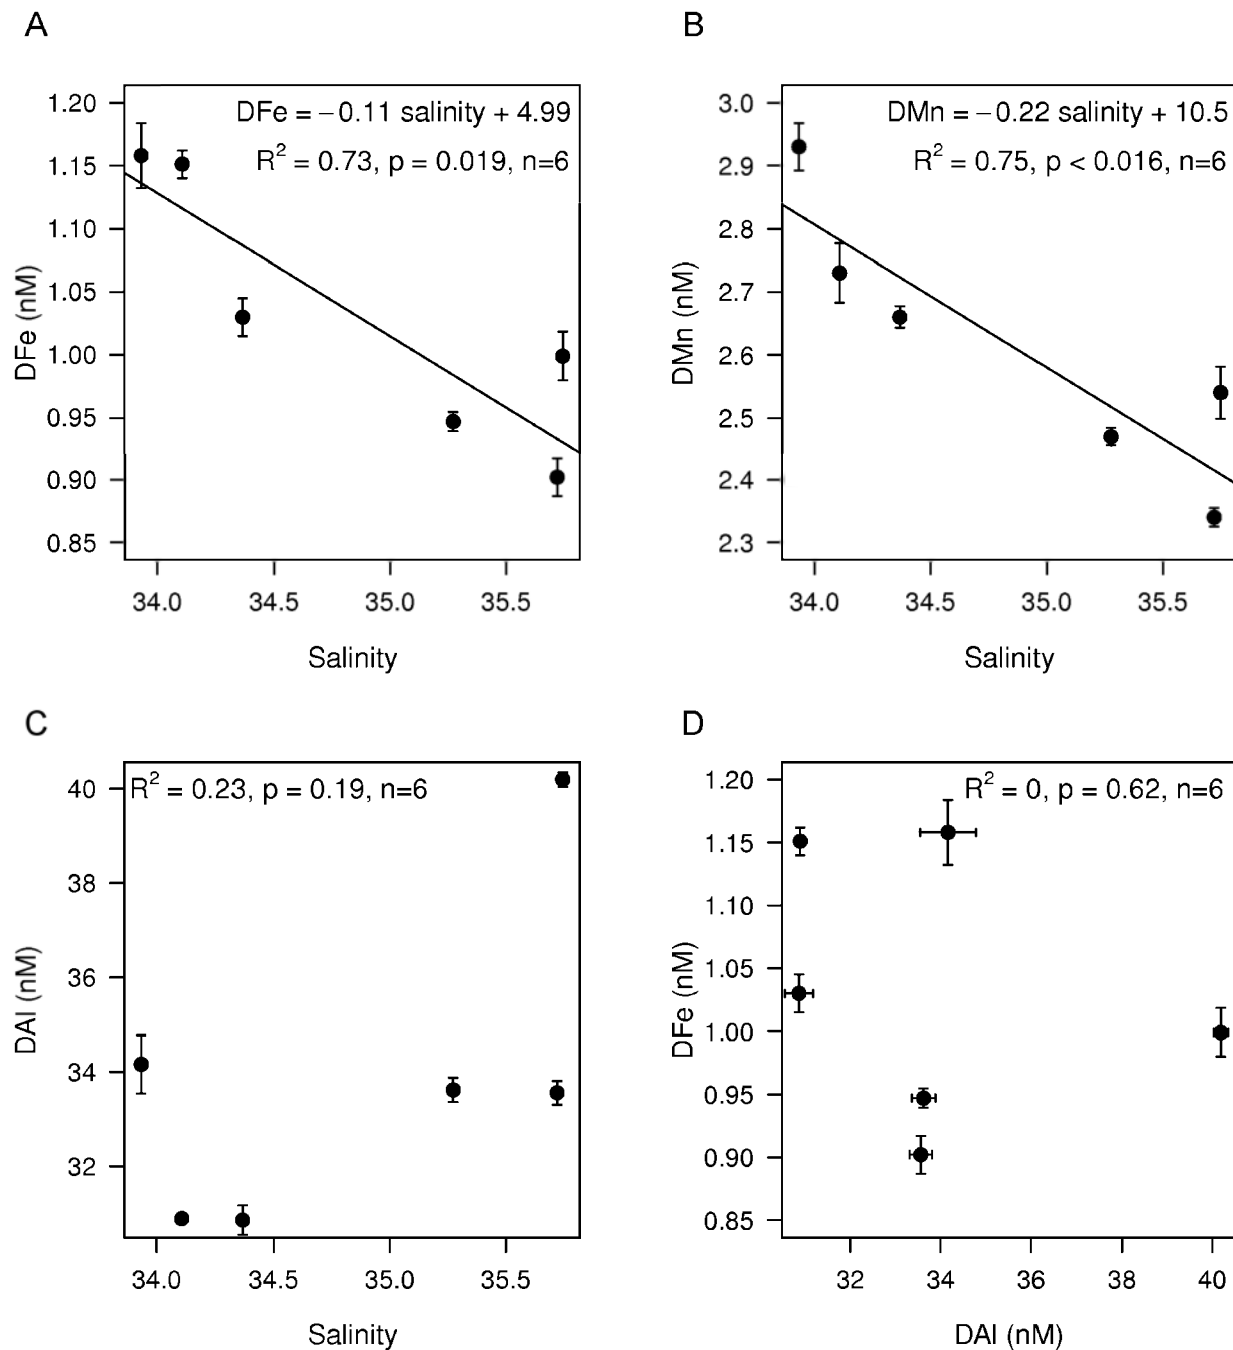 A
DFe = −0.11 salinity + 4.99
R² = 0.73, p = 0.019, n=6
1.20
1.15
1.10
1.05
1.00
0.95
0.90
0.85
DFe (nM)
34.0 34.5 35.0 35.5
Salinity
B
DMn = −0.22 salinity + 10.5
R² = 0.75, p < 0.016, n=6
3.0
2.9
2.8
2.7
2.6
2.5
2.4
2.3
DMn (nM)
34.0 34.5 35.0 35.5
Salinity
C
R² = 0.23, p = 0.19, n=6
40
38
36
34
32
DAl (nM)
34.0 34.5 35.0 35.5
Salinity
D
R² = 0, p = 0.62, n=6
1.20
1.15
1.10
1.05
1.00
0.95
0.90
0.85
DFe (nM)
32 34 36 38 40
DAl (nM)